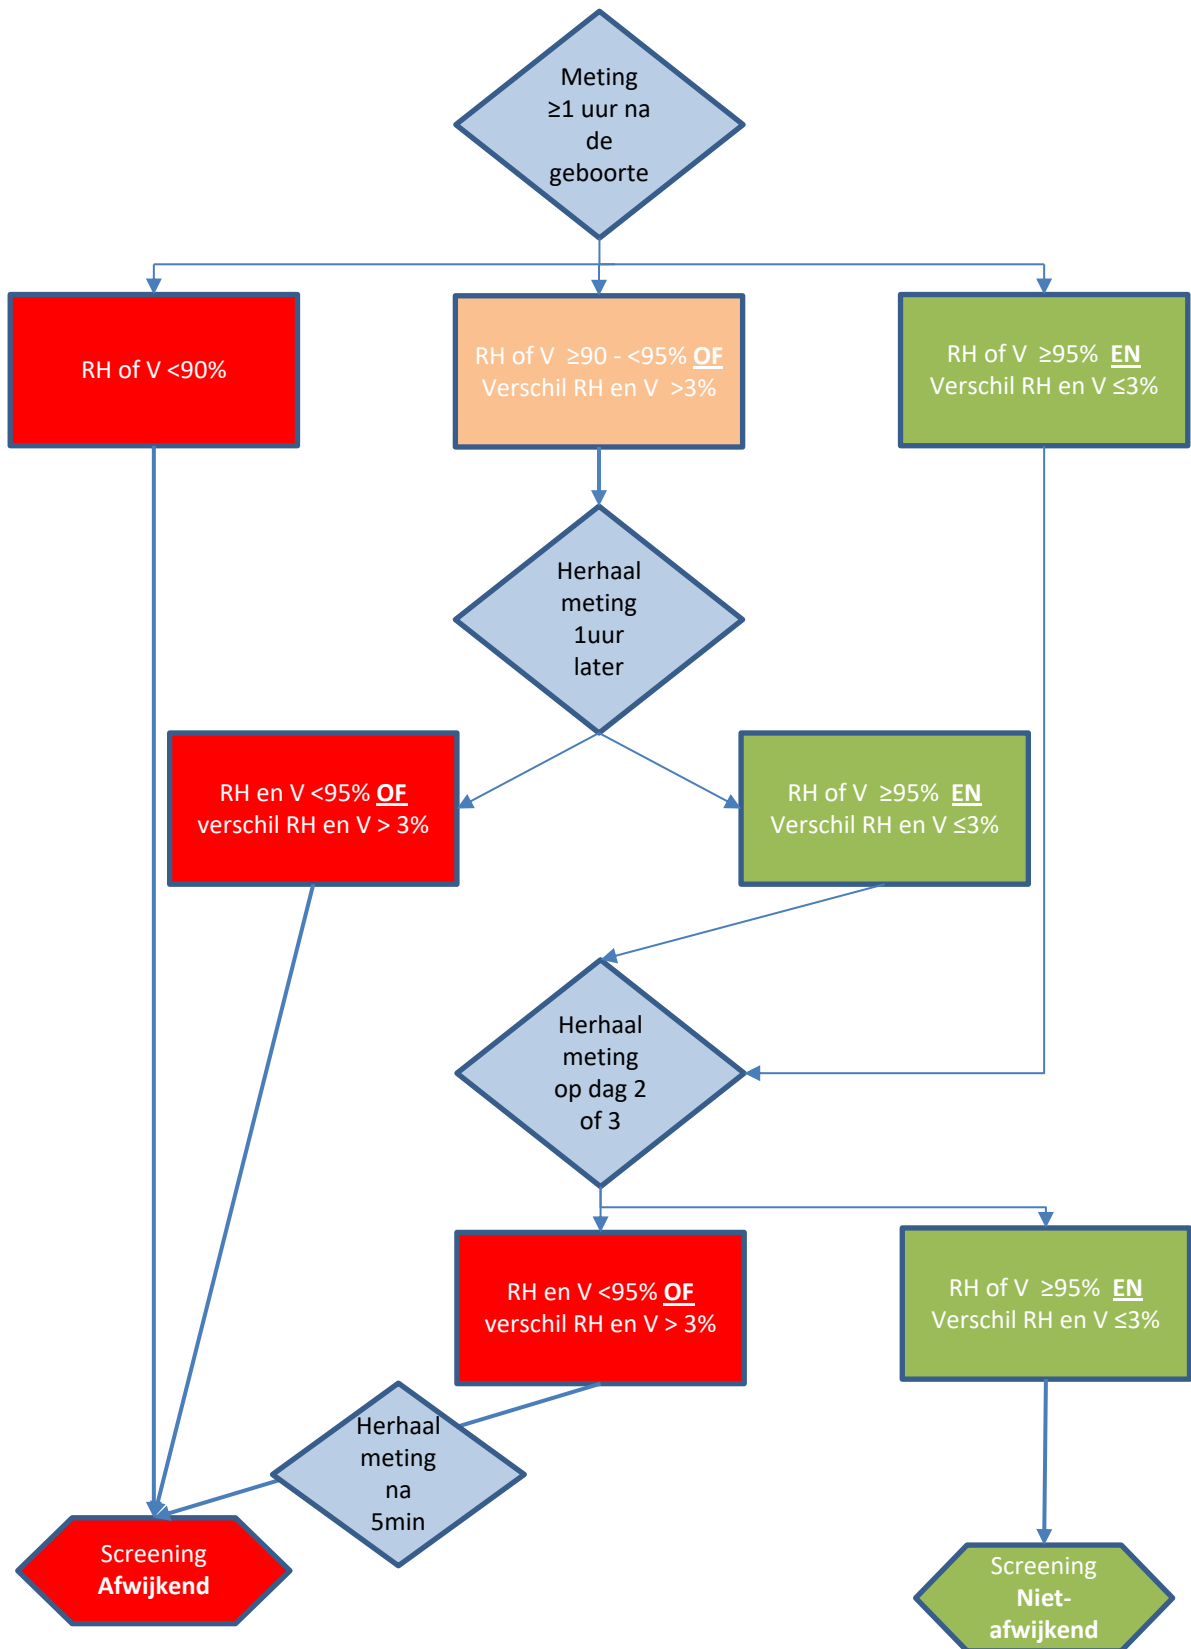 Meting
≥1 uur na
de
geboorte
RH of V <90%
RH of V ≥90 - <95% OF
Verschil RH en V >3%
RH of V ≥95% EN
Verschil RH en V ≤3%
Herhaal
meting
1uur
later
RH en V <95% OF
verschil RH en V > 3%
RH of V ≥95% EN
Verschil RH en V ≤3%
Herhaal
meting
op dag 2
of 3
RH en V <95% OF
verschil RH en V > 3%
RH of V ≥95% EN
Verschil RH en V ≤3%
Herhaal
meting
na
5min
Screening
Afwijkend
Screening
Niet-
afwijkend